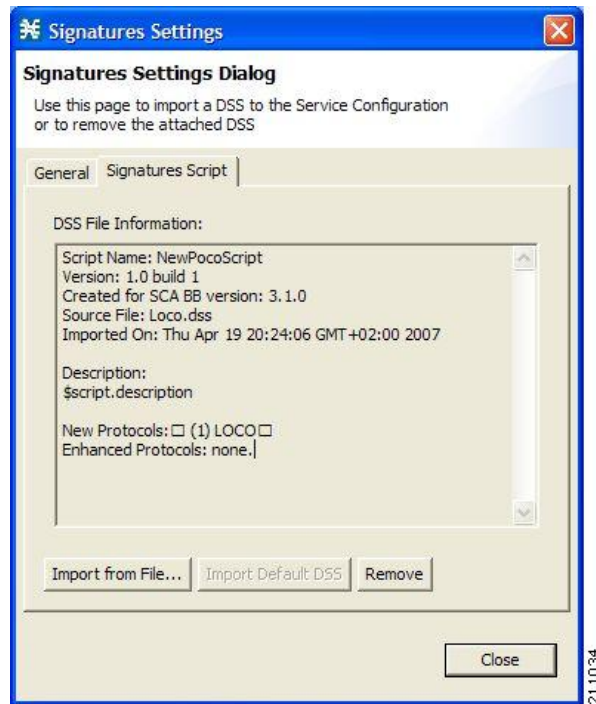 Signatures Settings
Signatures Settings Dialog
Use this page to import a DSS to the Service Configuration
or to remove the attached DSS
General Signatures Script
DSS File Information:
Script Name: NewPocoScript
Version: 1.0 build 1
Created for SCA BB version: 3.1.0
Source File: Loco.dss
Imported On: Thu Apr 19 20:24:06 GMT+02:00 2007
Description:
$script.description
New Protocols:□ (1) LOCO□
Enhanced Protocols: none.
Import from File... Import Default DSS Remove
Close
211034